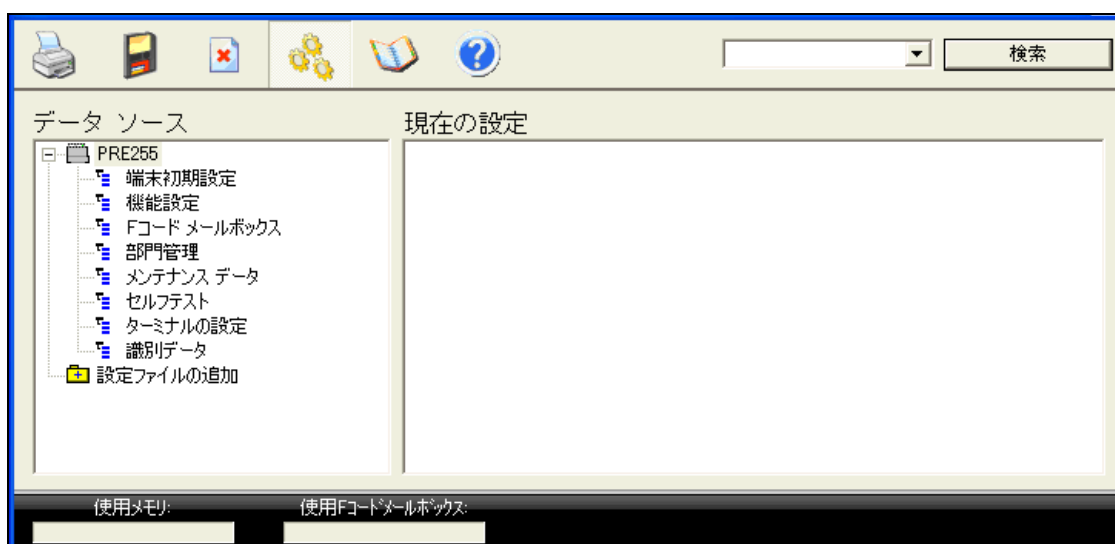 検索
データ ソース
現在の設定
PRE255
端末初期設定
機能設定
Fコード メールボックス
部門管理
メンテナンス データ
セルフテスト
ターミナルの設定
識別データ
設定ファイルの追加
使用メモリ:
使用Fコードメールボックス: